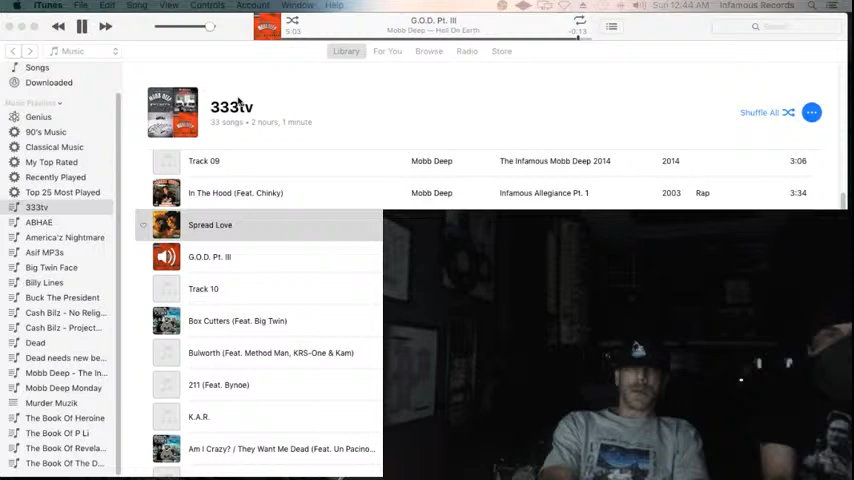 iTunes File Edit View Song View Controls Account Window Help Sun 12:44 AM Infamous Records
G.O.D. Pt. III
5:03 Mobb Deep — Hell On Earth -0:13
Search
Music Library For You Browse Radio Store
Songs
Downloaded
Music Playlists
Genius
90's Music
Classical Music
My Top Rated
Recently Played
Top 25 Most Played
333tv
ABHAE
America'z Nightmare
Asif MP3s
Big Twin Face
Billy Lines
Buck The President
Cash Bilz - No Relig...
Cash Bilz - Project...
Dead
Dead needs new be...
Mobb Deep - The In...
Mobb Deep Monday
Murder Muzik
The Book Of Heroine
The Book Of P Li
The Book Of Revela...
The Book Of The D...
333tv
33 songs • 2 hours, 1 minute
Shuffle All
Track 09 Mobb Deep The Infamous Mobb Deep 2014 2014 3:06
In The Hood (Feat. Chinky) Mobb Deep Infamous Allegiance Pt. 1 2003 Rap 3:34
Spread Love
G.O.D. Pt. III
Track 10
Box Cutters (Feat. Big Twin)
Bulworth (Feat. Method Man, KRS-One & Kam)
211 (Feat. Bynoe)
K.A.R.
Am I Crazy? / They Want Me Dead (Feat. Un Pacino...